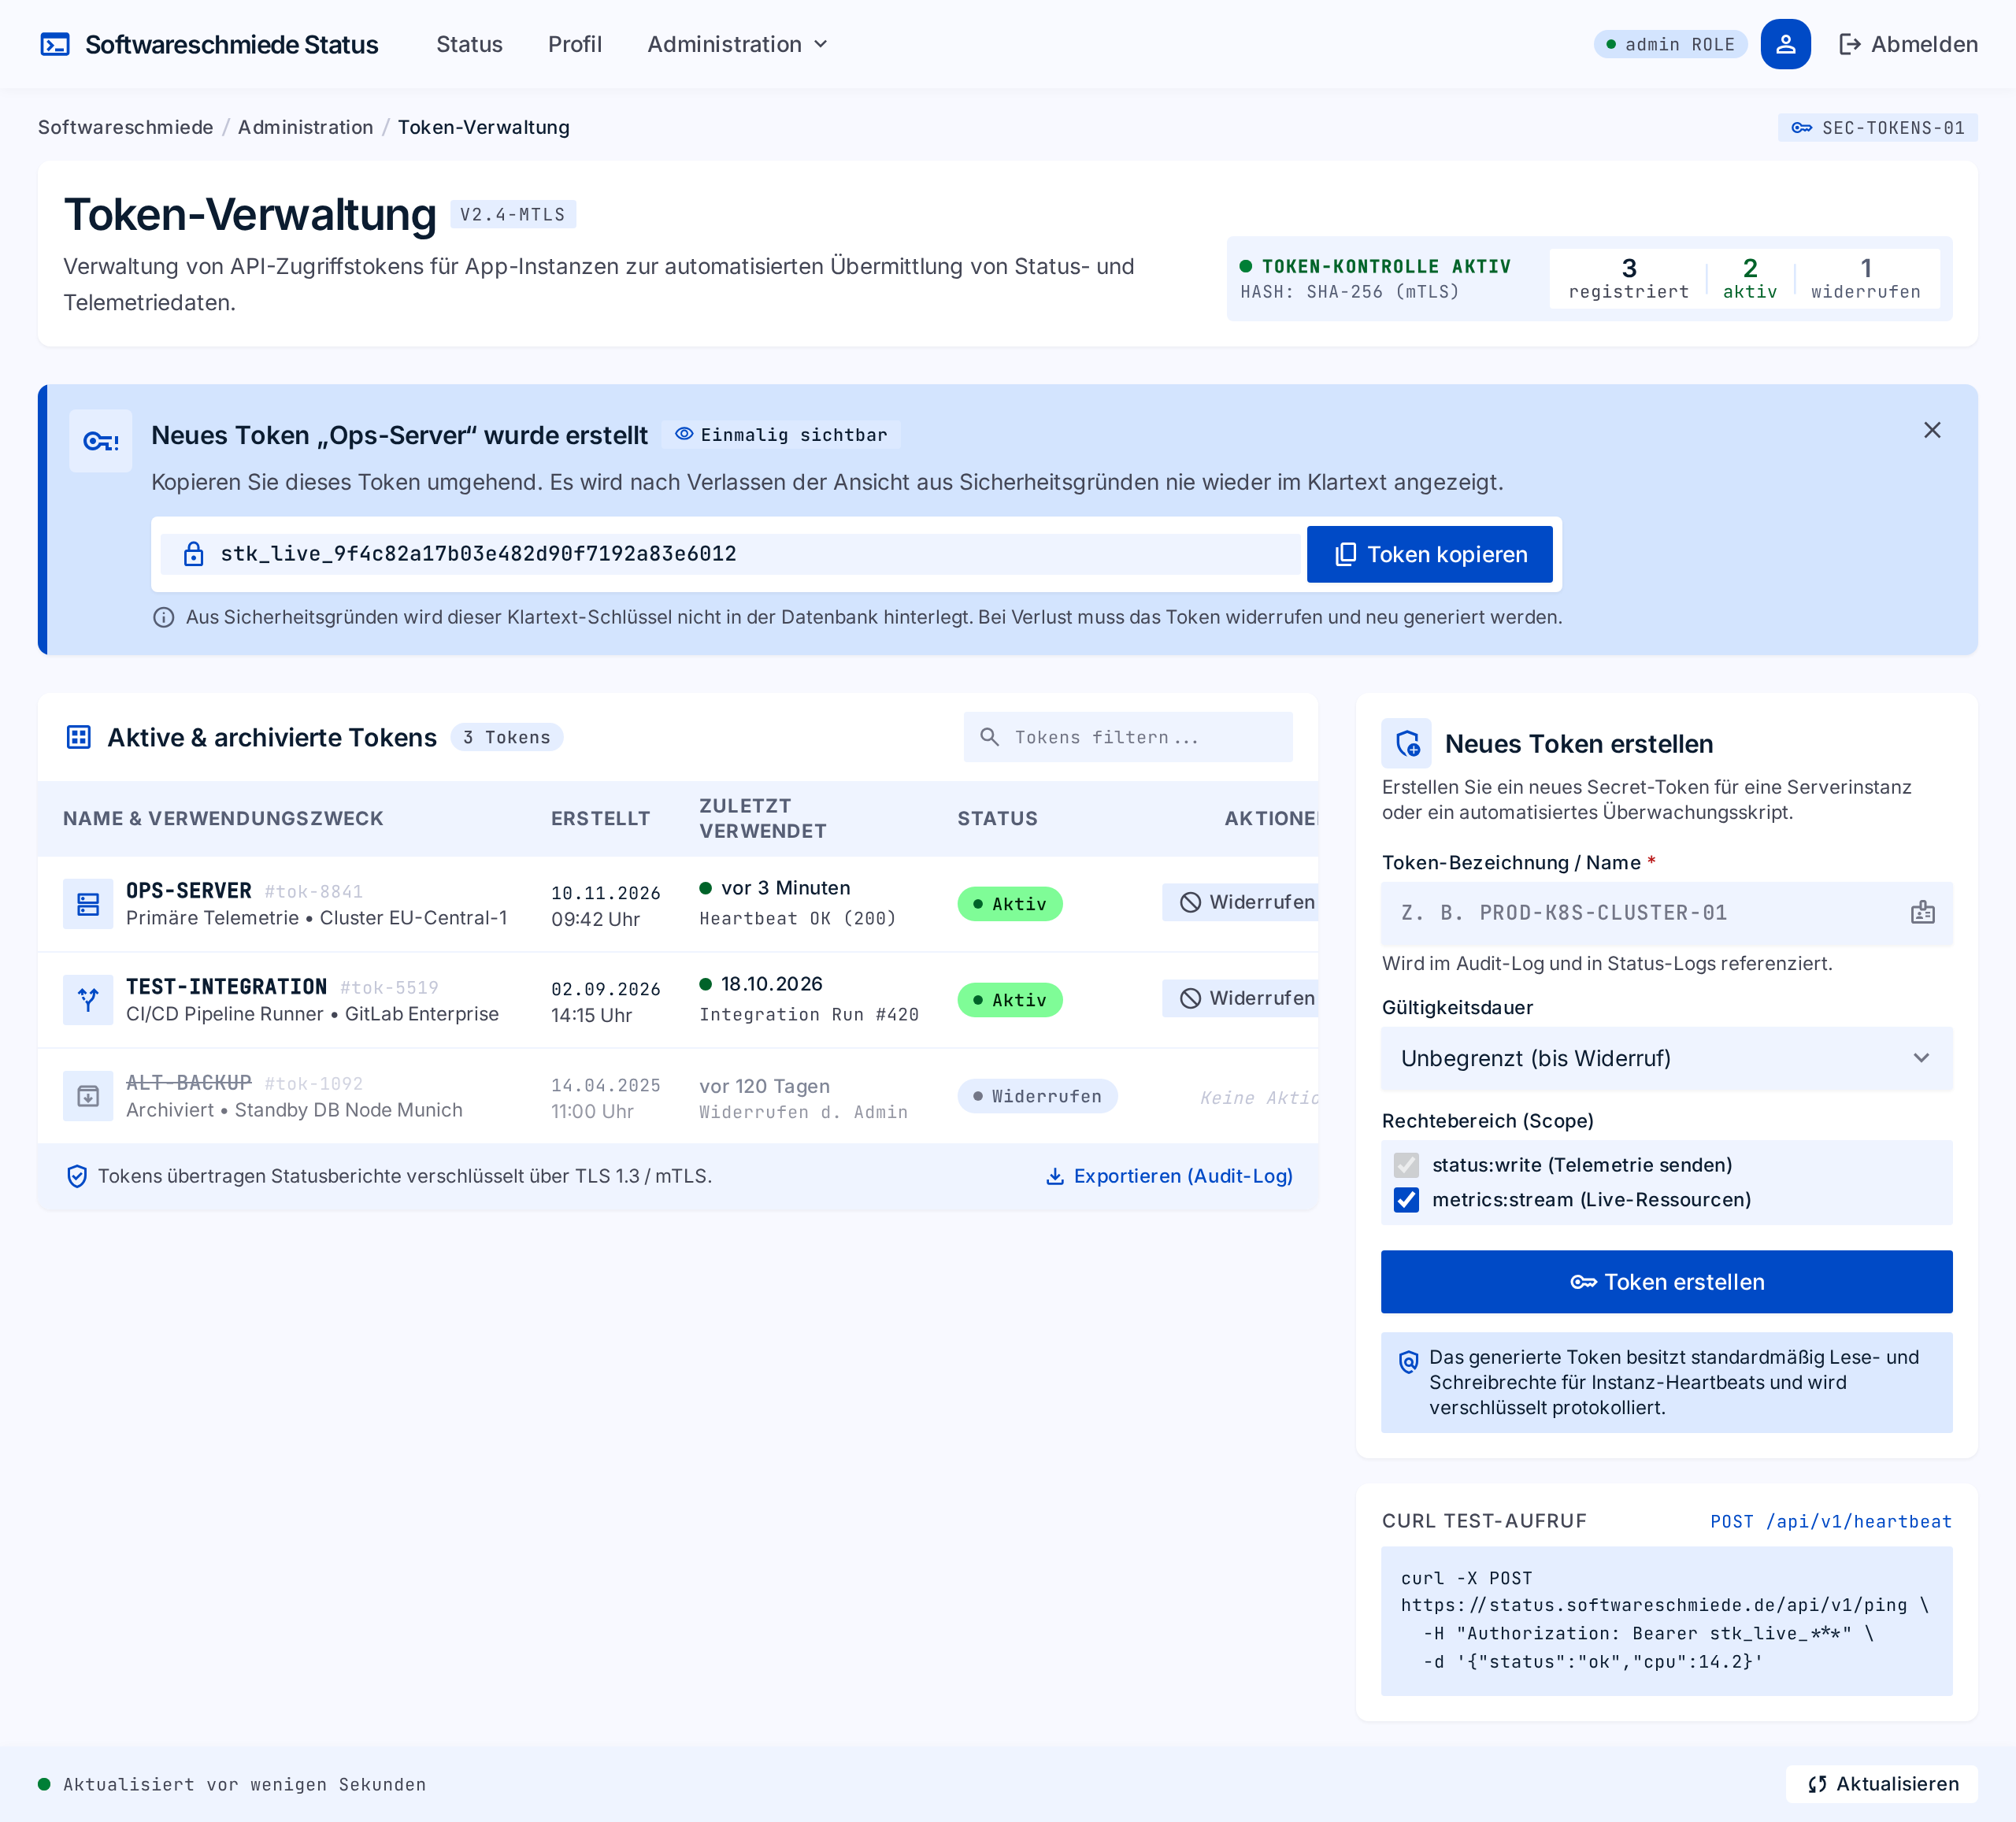 Softwareschmiede Status
Status
Profil
Administration
admin ROLE
Abmelden
Softwareschmiede / Administration / Token-Verwaltung
SEC-TOKENS-01
Token-Verwaltung
V2.4-MTLS
Verwaltung von API-Zugriffstokens für App-Instanzen zur automatisierten Übermittlung von Status- und
Telemetriedaten.
TOKEN-KONTROLLE AKTIV
HASH: SHA-256 (mTLS)
3
registriert
2
aktiv
1
widerrufen
Neues Token „Ops-Server“ wurde erstellt
Einmalig sichtbar
Kopieren Sie dieses Token umgehend. Es wird nach Verlassen der Ansicht aus Sicherheitsgründen nie wieder im Klartext angezeigt.
stk_live_9f4c82a17b03e482d90f7192a83e6012
Token kopieren
Aus Sicherheitsgründen wird dieser Klartext-Schlüssel nicht in der Datenbank hinterlegt. Bei Verlust muss das Token widerrufen und neu generiert werden.
Aktive & archivierte Tokens
3 Tokens
Tokens filtern...
NAME & VERWENDUNGSZWECK
ERSTELLT
ZULETZT
VERWENDET
STATUS
AKTIONE
OPS-SERVER #tok-8841
Primäre Telemetrie • Cluster EU-Central-1
10.11.2026
09:42 Uhr
vor 3 Minuten
Heartbeat OK (200)
Aktiv
Widerrufen
TEST-INTEGRATION #tok-5519
CI/CD Pipeline Runner • GitLab Enterprise
02.09.2026
14:15 Uhr
18.10.2026
Integration Run #420
Aktiv
Widerrufen
ALT-BACKUP #tok-1092
Archiviert • Standby DB Node Munich
14.04.2025
11:00 Uhr
vor 120 Tagen
Widerrufen d. Admin
Widerrufen
Keine Aktio
Tokens übertragen Statusberichte verschlüsselt über TLS 1.3 / mTLS.
Exportieren (Audit-Log)
Neues Token erstellen
Erstellen Sie ein neues Secret-Token für eine Serverinstanz
oder ein automatisiertes Überwachungsskript.
Token-Bezeichnung / Name *
Z. B. PROD-K8S-CLUSTER-01
Wird im Audit-Log und in Status-Logs referenziert.
Gültigkeitsdauer
Unbegrenzt (bis Widerruf)
Rechtebereich (Scope)
status:write (Telemetrie senden)
metrics:stream (Live-Ressourcen)
Token erstellen
Das generierte Token besitzt standardmäßig Lese- und
Schreibrechte für Instanz-Heartbeats und wird
verschlüsselt protokolliert.
CURL TEST-AUFRUF
POST /api/v1/heartbeat
curl -X POST
https://status.softwareschmiede.de/api/v1/ping \
-H "Authorization: Bearer stk_live_***" \
-d '{"status":"ok","cpu":14.2}'
Aktualisiert vor wenigen Sekunden
Aktualisieren